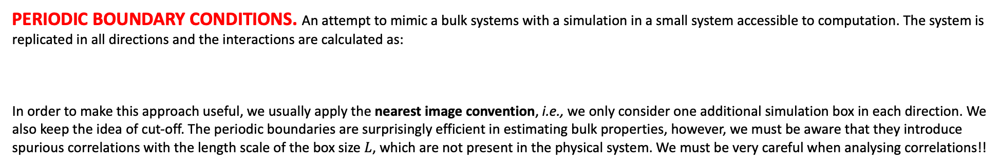 PERIODIC BOUNDARY CONDITIONS. An attempt to mimic a bulk systems with a simulation in a small system accessible to computation. The system is
replicated in all directions and the interactions are calculated as:
In order to make this approach useful, we usually apply the nearest image convention, i.e., we only consider one additional simulation box in each direction. We
also keep the idea of cut-off. The periodic boundaries are surprisingly efficient in estimating bulk properties, however, we must be aware that they introduce
spurious correlations with the length scale of the box size L, which are not present in the physical system. We must be very careful when analysing correlations!!